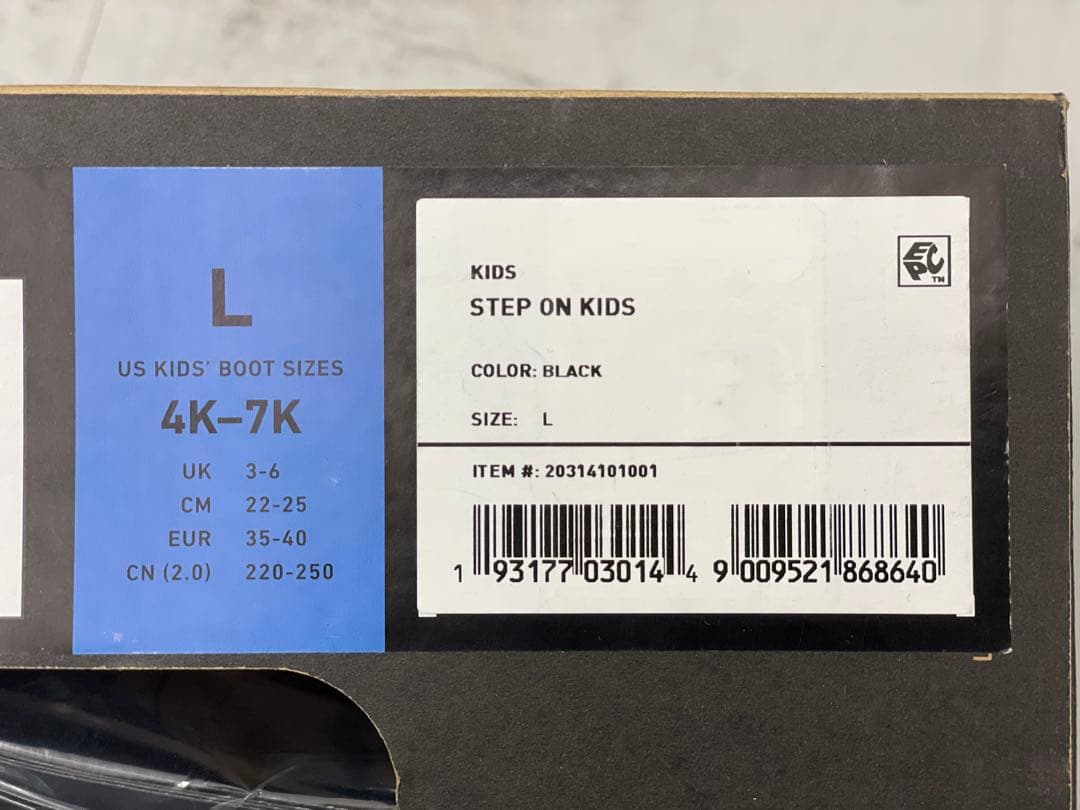 L
US KIDS' BOOT SIZES
4K–7K
UK 3-6
CM 22-25
EUR 35-40
CN (2.0) 220-250
EPC™
KIDS
STEP ON KIDS
COLOR: BLACK
SIZE: L
ITEM #: 20314101001
1 93177 03014 4
9 009521 868640